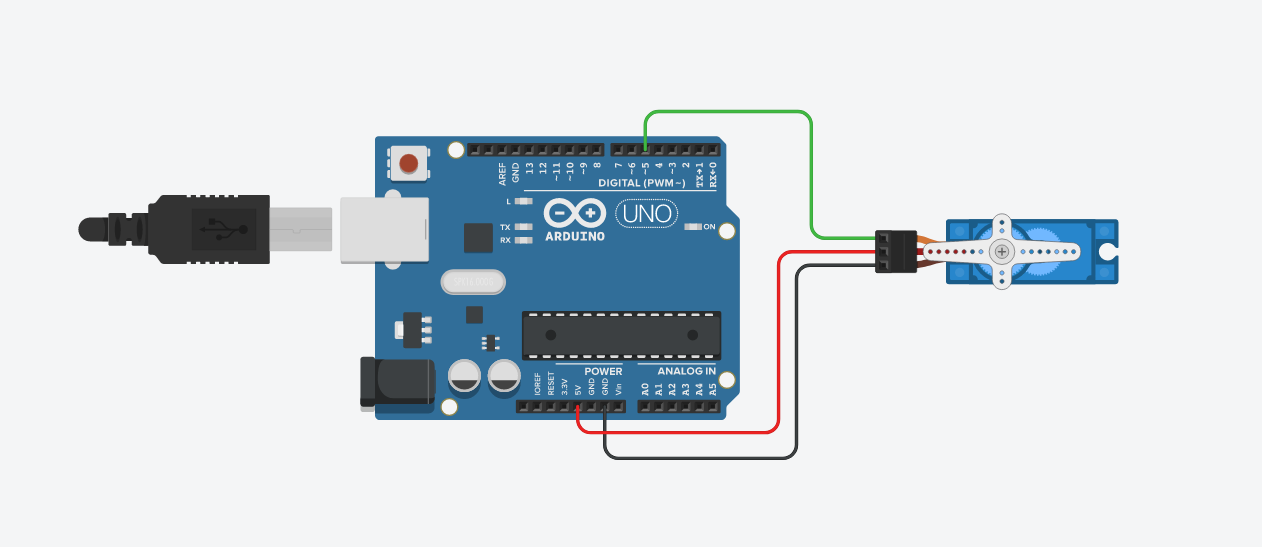 AREF
GND
13
12
~11
~10
~9
8
7
~6
~5
4
~3
2
TX→1
RX←0
DIGITAL (PWM~)
L
TX
RX
ARDUINO
UNO
ON
POWER
ANALOG IN
IOREF
RESET
3.3V
5V
GND
GND
Vin
A0
A1
A2
A3
A4
A5